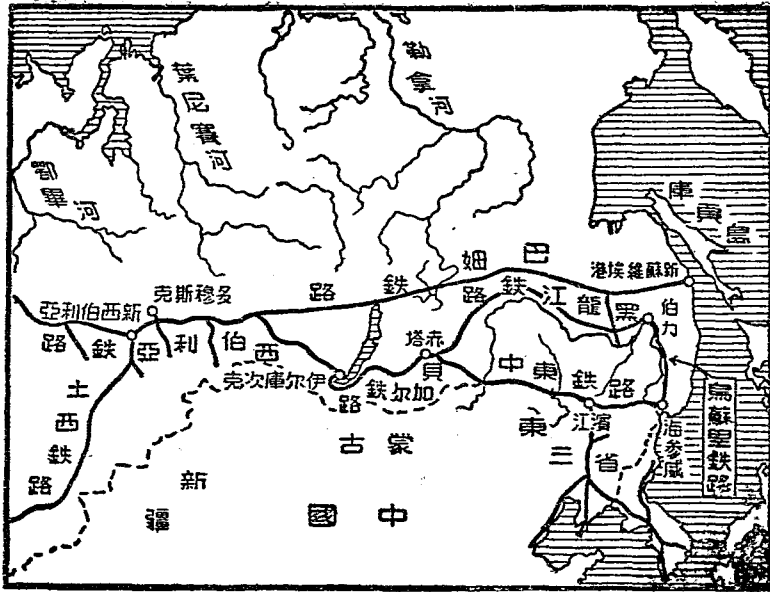 葉尼賽河
勒拿河
鄂畢河
庫頁島
巴姆鉄路
新蘇維埃港
多穆斯克
新西伯利亞
黑龍江鉄路
伯力
西伯利亞鉄路
赤塔
伊尔庫次克
貝加尔鉄路
中東鉄路
烏蘇里鉄路
土西鉄路
濱江
海參威
東三省
蒙古
新疆
中國